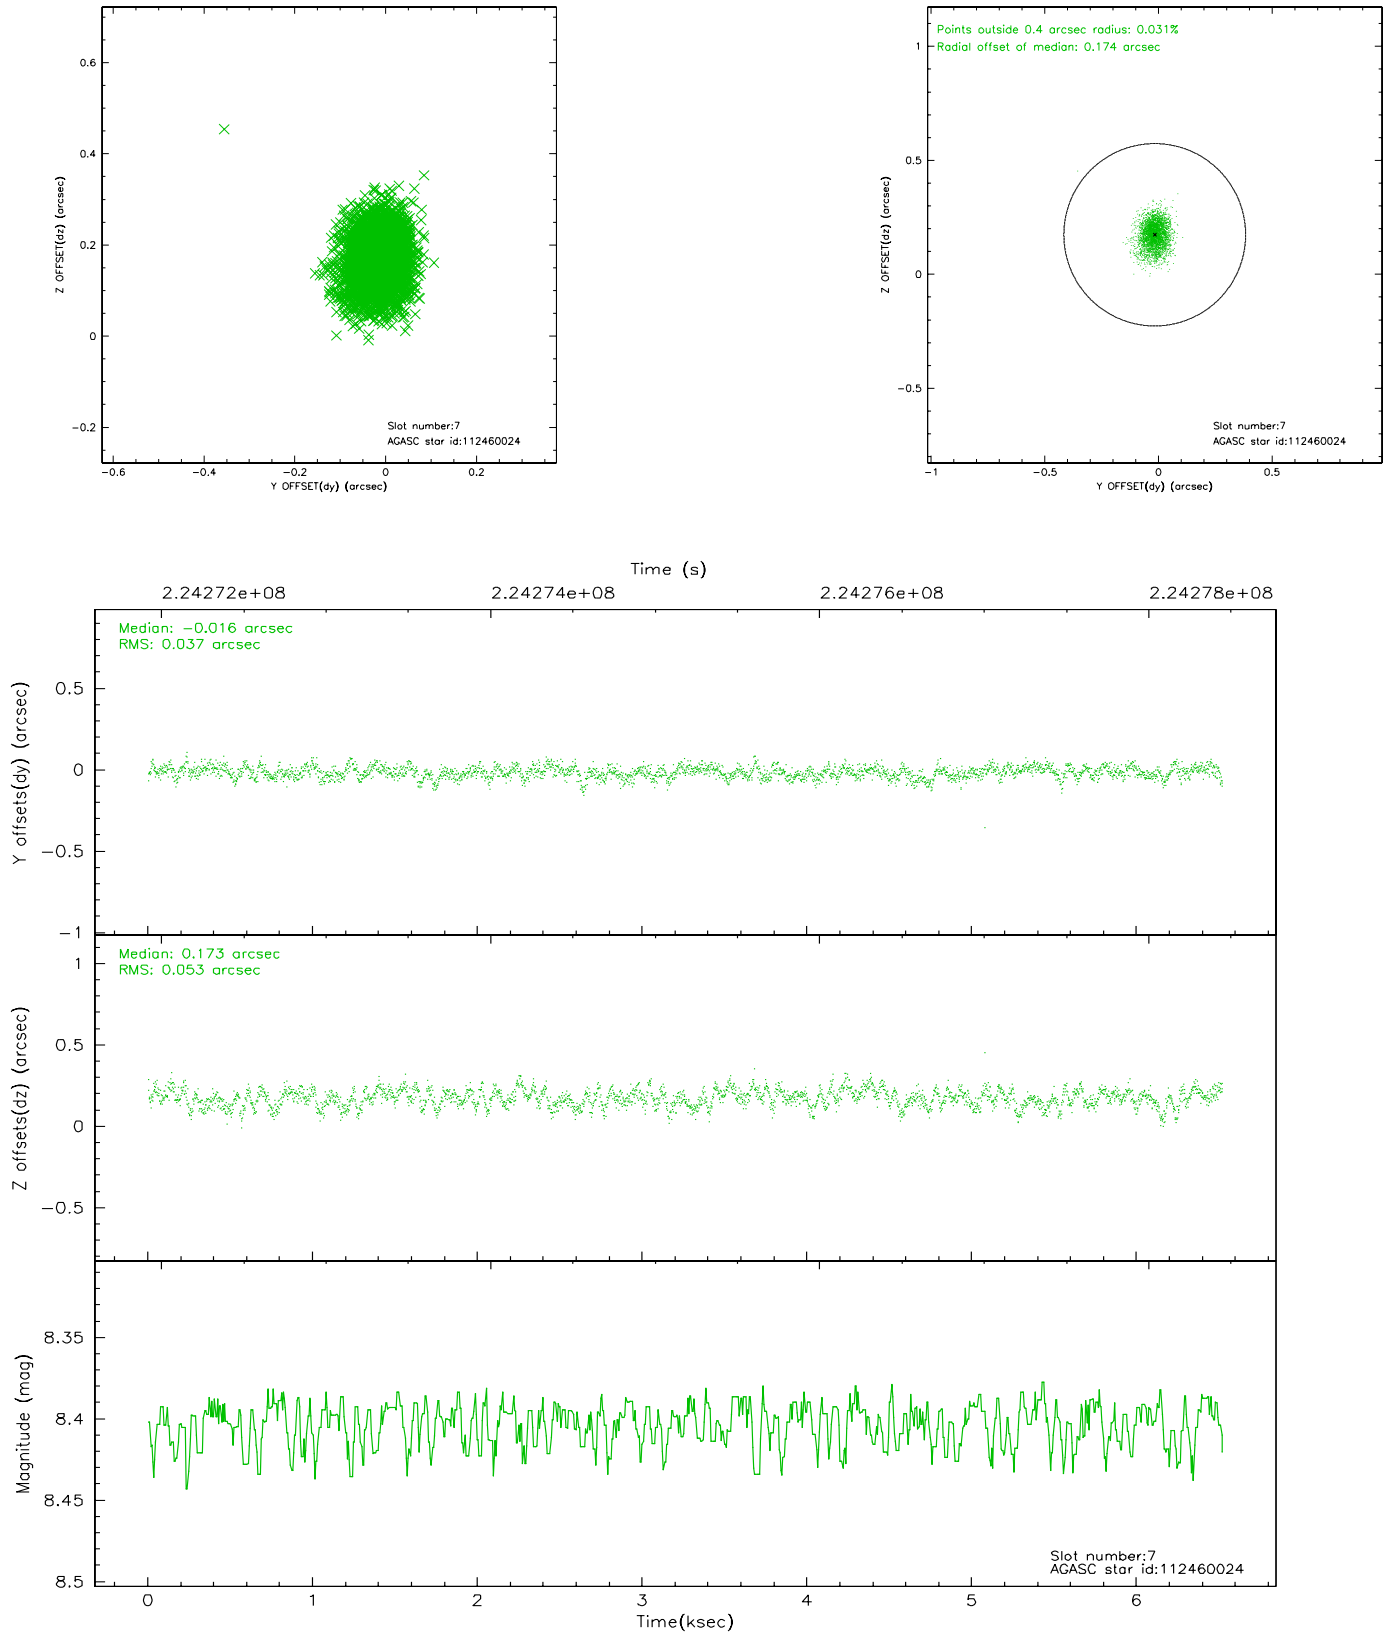 0.6
0.4
0.2
0
−0.2
Z OFFSET(dz) (arcsec)
Slot number:7
AGASC star id:112460024
−0.6 −0.4 −0.2 0 0.2
Y OFFSET(dy) (arcsec)
Points outside 0.4 arcsec radius: 0.031%
Radial offset of median: 0.174 arcsec
1
0.5
0
−0.5
Z OFFSET(dz) (arcsec)
Slot number:7
AGASC star id:112460024
−1 −0.5 0 0.5
Y OFFSET(dy) (arcsec)
Time (s)
2.24272e+08 2.24274e+08 2.24276e+08 2.24278e+08
Median: −0.016 arcsec
RMS: 0.037 arcsec
0.5
0
−0.5
−1
Y offsets(dy) (arcsec)
Median: 0.173 arcsec
RMS: 0.053 arcsec
1
0.5
0
−0.5
Z offsets(dz) (arcsec)
8.35
8.4
8.45
8.5
Magnitude (mag)
Slot number:7
AGASC star id:112460024
0 1 2 3 4 5 6
Time(ksec)